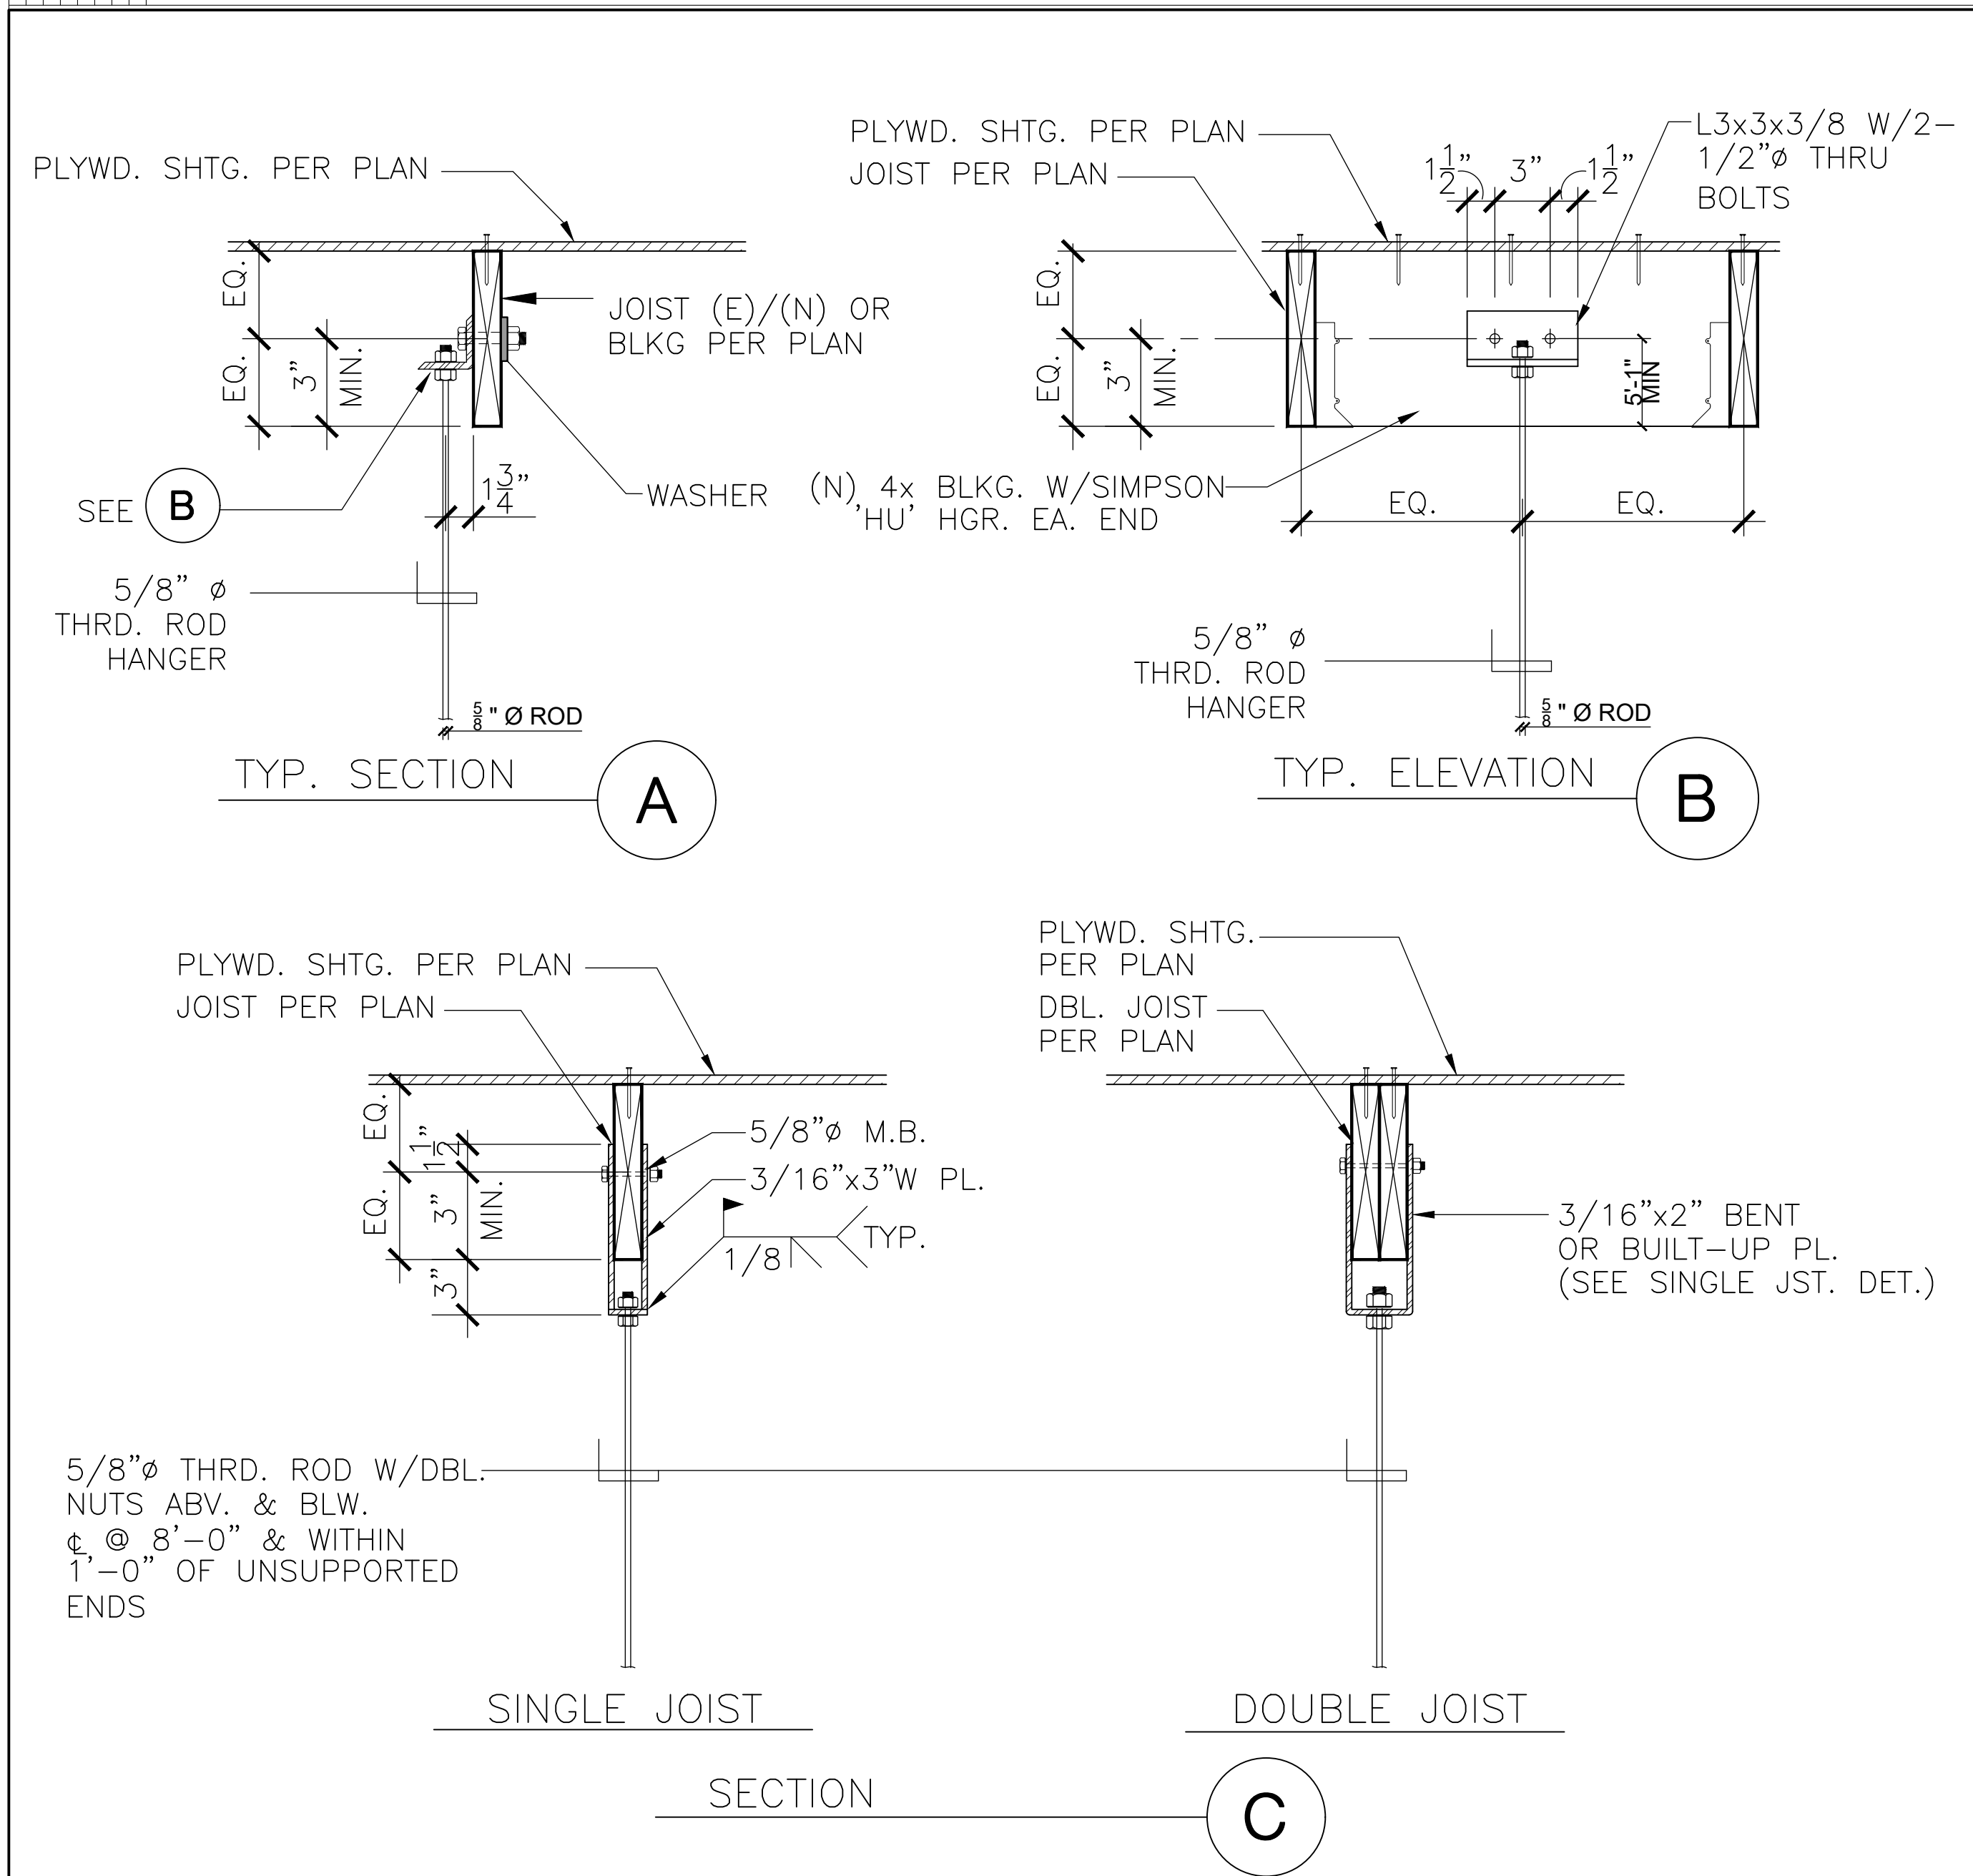 PLYWD. SHTG. PER PLAN
EQ.
EQ.
3"
MIN.
JOIST (E)/(N) OR
BLKG PER PLAN
SEE B
1 3/4"
WASHER
5/8" ø
THRD. ROD
HANGER
5/8 " Ø ROD
TYP. SECTION
A
PLYWD. SHTG. PER PLAN
JOIST PER PLAN
1 1/2"
3"
1 1/2"
L3x3x3/8 W/2-
1/2"ø THRU
BOLTS
EQ.
EQ.
3"
MIN.
5'-1"
MIN
(N) 4x BLKG. W/SIMPSON
'HU' HGR. EA. END
EQ.
EQ.
5/8" ø
THRD. ROD
HANGER
5/8 " Ø ROD
TYP. ELEVATION
B
PLYWD. SHTG. PER PLAN
JOIST PER PLAN
EQ.
EQ.
1 1/2"
3"
MIN.
3"
5/8"ø M.B.
3/16"x3"W PL.
1/8
TYP.
5/8"ø THRD. ROD W/DBL.
NUTS ABV. & BLW.
℄ @ 8'-0" & WITHIN
1'-0" OF UNSUPPORTED
ENDS
SINGLE JOIST
PLYWD. SHTG.
PER PLAN
DBL. JOIST
PER PLAN
3/16"x2" BENT
OR BUILT-UP PL.
(SEE SINGLE JST. DET.)
DOUBLE JOIST
SECTION
C